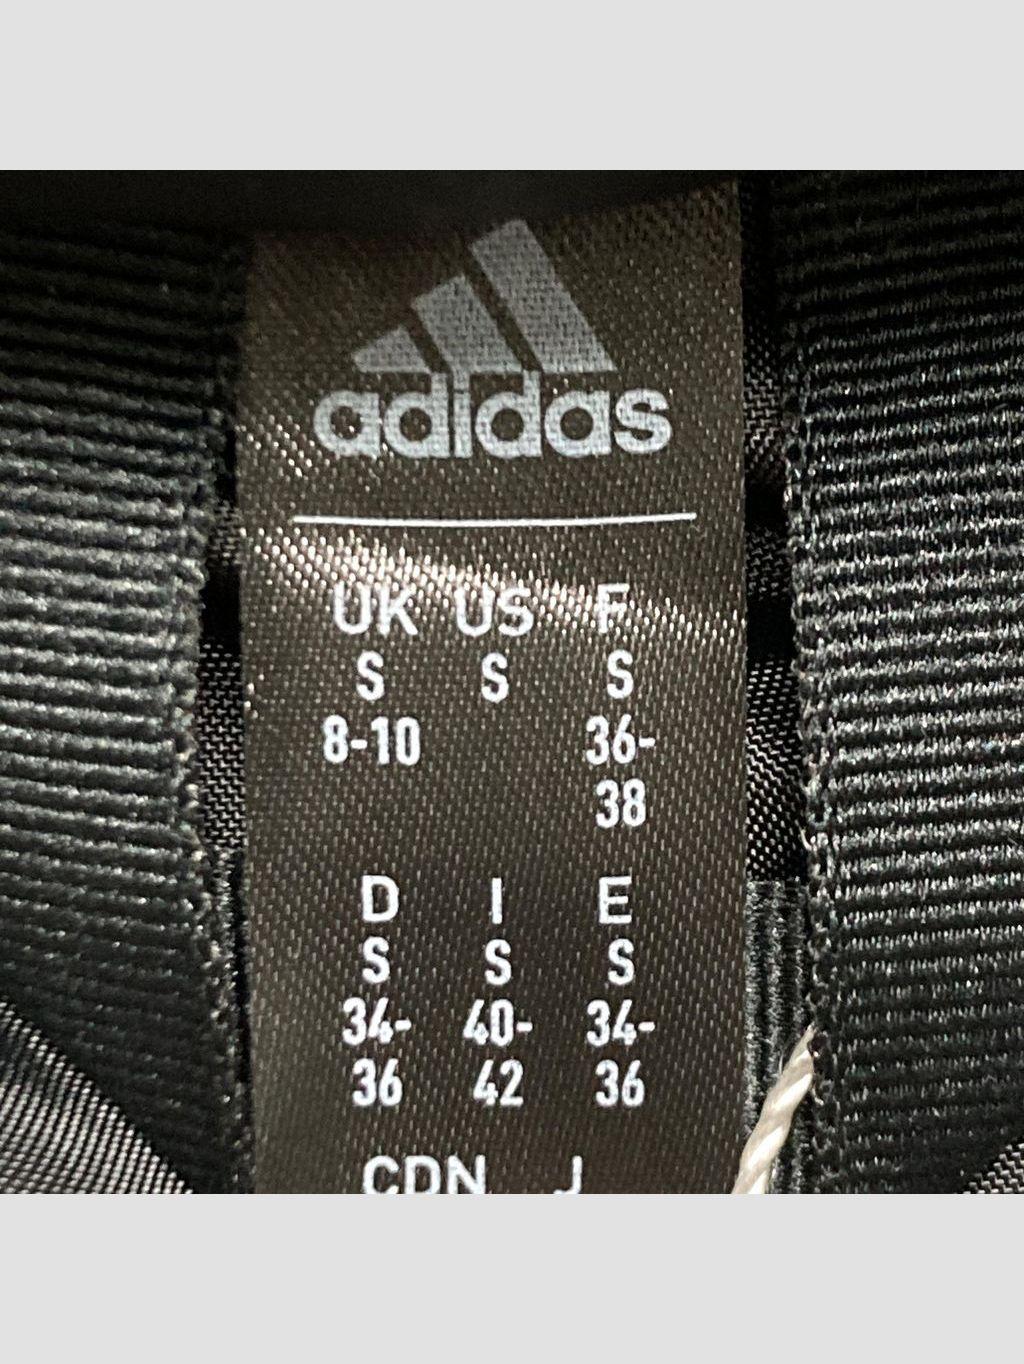 adidas
UK US F
S S S
8-10 36-
38
D I E
S S S
34- 40- 34-
36 42 36
CDN J